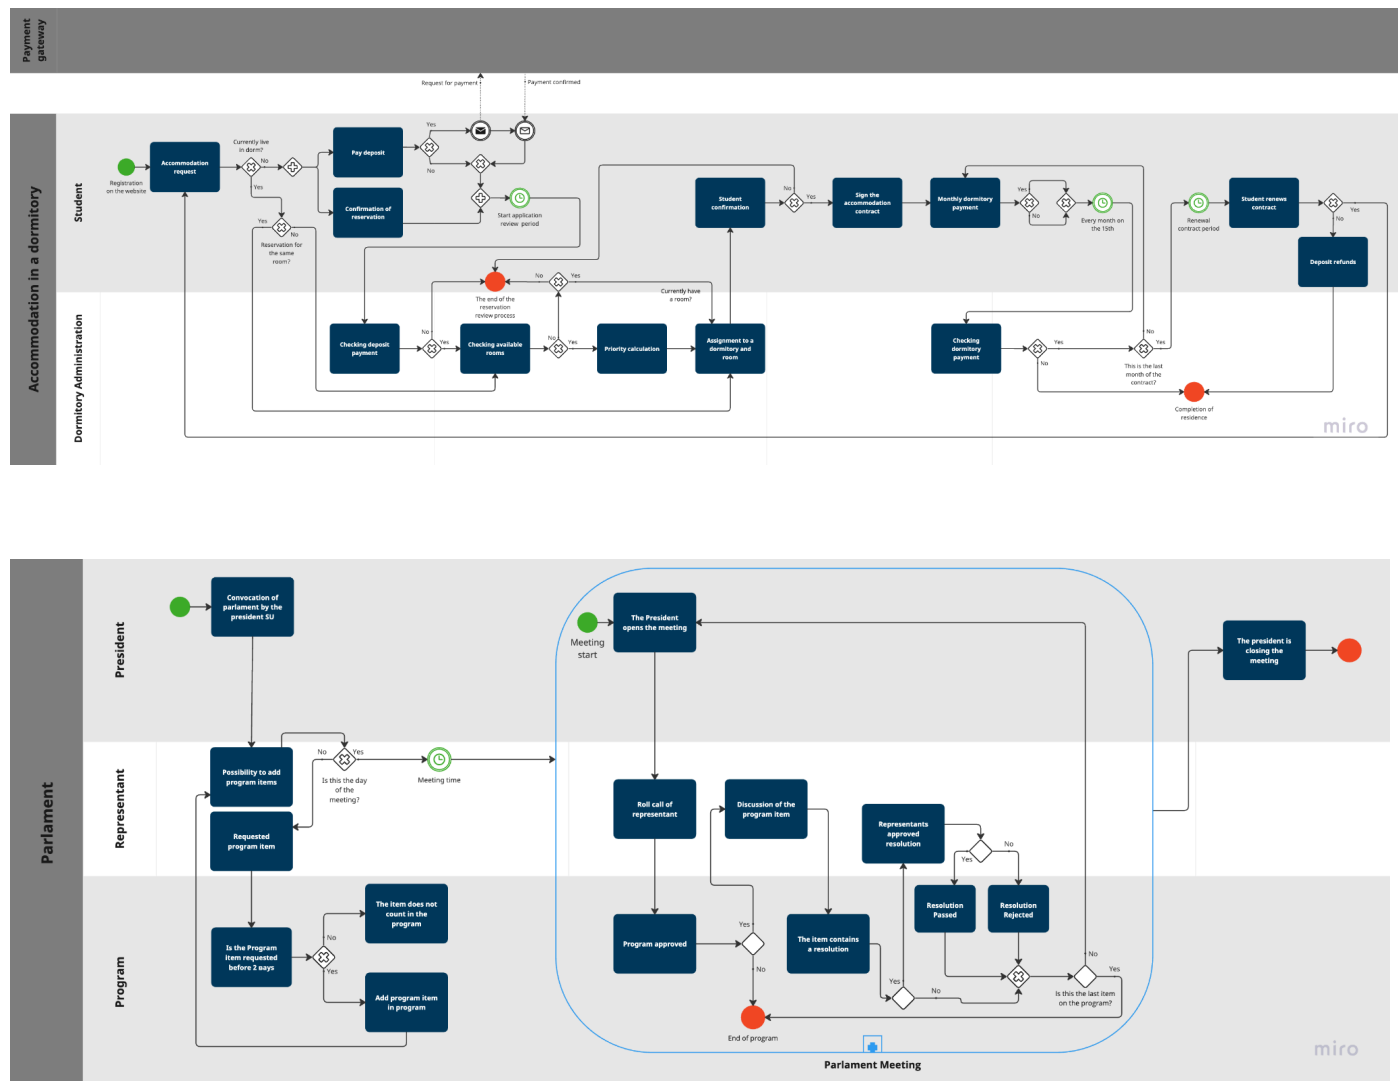 Payment
gateway
Request for payment
Payment confirmed
Accommodation in a dormitory
Student
Registration
on the website
Accommodation
request
Currently live
in dorm?
No
Yes
Pay deposit
Yes
No
Confirmation of
reservation
Start application
review period
Yes
No
Reservation for
the same
room?
Student
confirmation
No
Yes
Sign the
accommodation
contract
Monthly dormitory
payment
Yes
No
Every month on
the 15th
Renewal
contract period
Student renews
contract
Yes
No
Deposit refunds
The end of the
reservation
review process
No
Yes
Currently have
a room?
Dormitory Administration
Checking deposit
payment
No
Yes
Checking available
rooms
No
Yes
Priority calculation
Assignment to a
dormitory and
room
Checking
dormitory
payment
Yes
No
No
Yes
This is the last
month of the
contract?
Completion of
residence
miro
Parlament
President
Convocation of
parlament by the
president SU
Meeting
start
The President
opens the meeting
The president is
closing the
meeting
Representant
Possibility to add
program items
No
Yes
Is this the day
of the
meeting?
Meeting time
Requested
program item
Roll call of
representant
Discussion of the
program item
Representants
approved
resolution
Yes
No
Program
The item does not
count in the
program
No
Is the Program
item requested
before 2 days
Yes
Add program item
in program
Program approved
Yes
No
End of program
The item contains
a resolution
Yes
No
Resolution
Passed
Resolution
Rejected
No
Yes
Is this the last item
on the program?
Parlament Meeting
miro